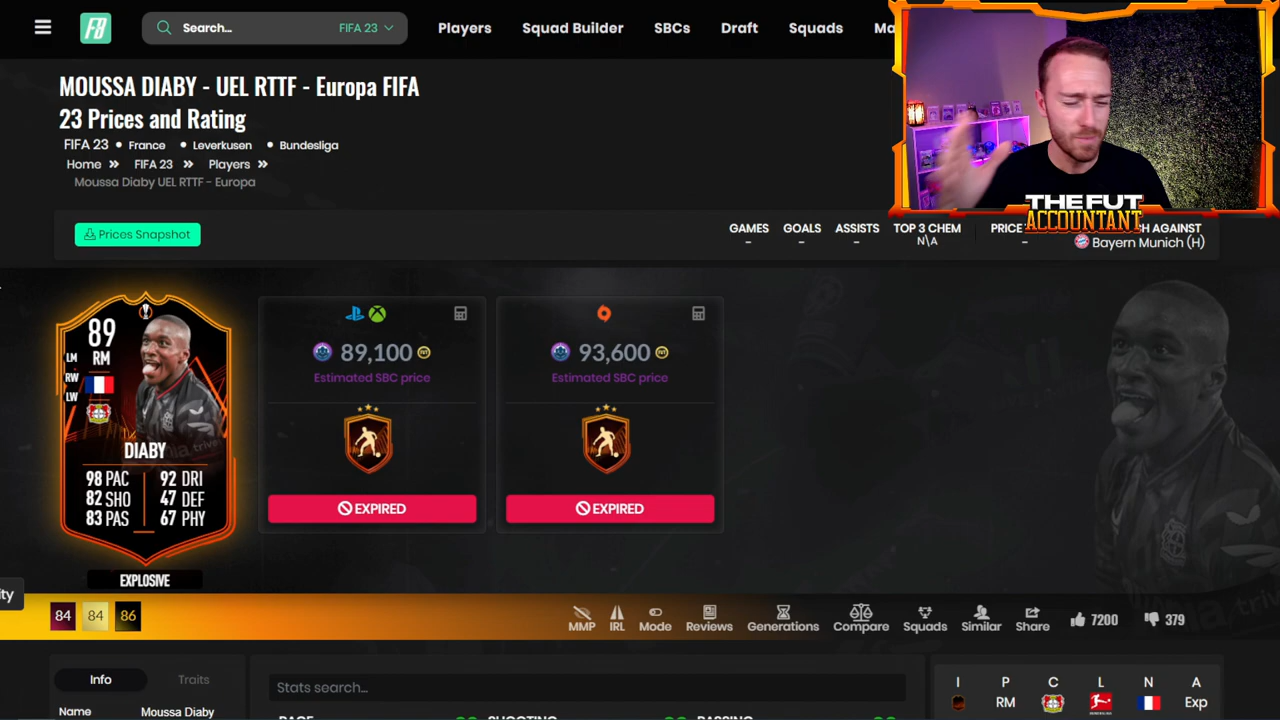 Search...
FIFA 23
Players
Squad Builder
SBCs
Draft
Squads
MOUSSA DIABY - UEL RTTF - Europa FIFA
23 Prices and Rating
FIFA 23 • France • Leverkusen • Bundesliga
Home » FIFA 23 » Players »
Moussa Diaby UEL RTTF - Europa
THE FUT
ACCOUNTANT
Prices Snapshot
GAMES GOALS ASSISTS TOP 3 CHEM PRICE H AGAINST
- - - N\A - Bayern Munich (H)
89
RM
LM
RW
LW
DIABY
98 PAC 92 DRI
82 SHO 47 DEF
83 PAS 67 PHY
EXPLOSIVE
89,100
Estimated SBC price
EXPIRED
93,600
Estimated SBC price
EXPIRED
ity
84 84 86
MMP IRL Mode Reviews Generations Compare Squads Similar Share 7200 379
Info Traits
Name Moussa Diaby
Stats search...
PACE SHOOTING PASSING
I P C L N A
RM Exp